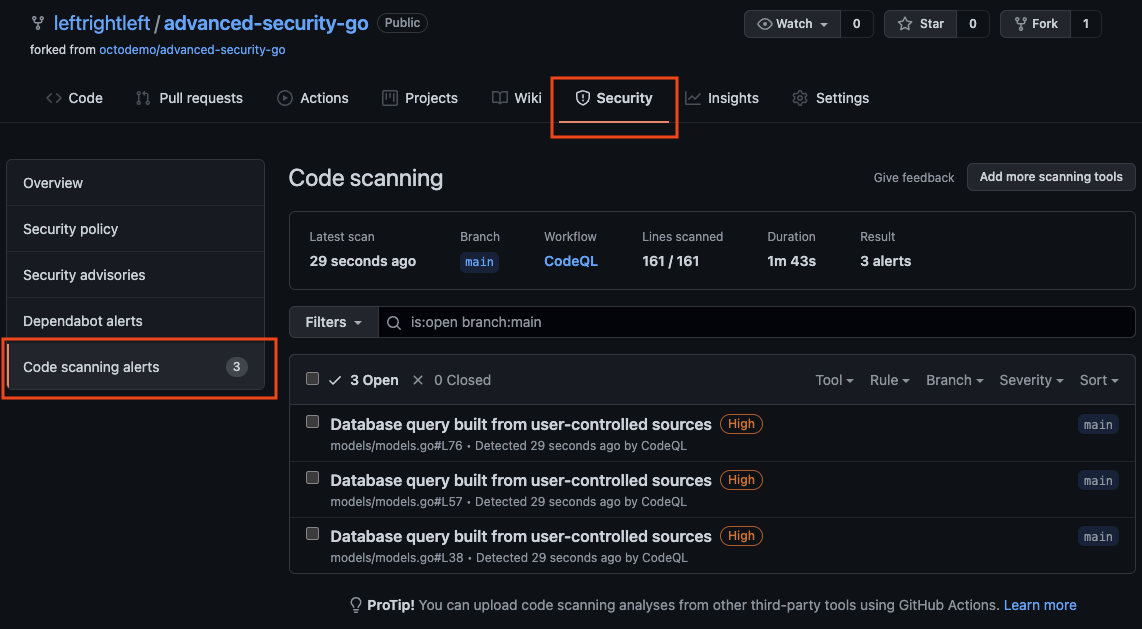 leftrightleft / advanced-security-go Public
Watch 0 Star 0 Fork 1
forked from octodemo/advanced-security-go
Code Pull requests Actions Projects Wiki Security Insights Settings
Overview
Security policy
Security advisories
Dependabot alerts
Code scanning alerts 3
Code scanning
Give feedback Add more scanning tools
Latest scan Branch Workflow Lines scanned Duration Result
29 seconds ago main CodeQL 161 / 161 1m 43s 3 alerts
Filters is:open branch:main
3 Open 0 Closed Tool Rule Branch Severity Sort
Database query built from user-controlled sources High main
models/models.go#L76 • Detected 29 seconds ago by CodeQL
Database query built from user-controlled sources High main
models/models.go#L57 • Detected 29 seconds ago by CodeQL
Database query built from user-controlled sources High main
models/models.go#L38 • Detected 29 seconds ago by CodeQL
ProTip! You can upload code scanning analyses from other third-party tools using GitHub Actions. Learn more